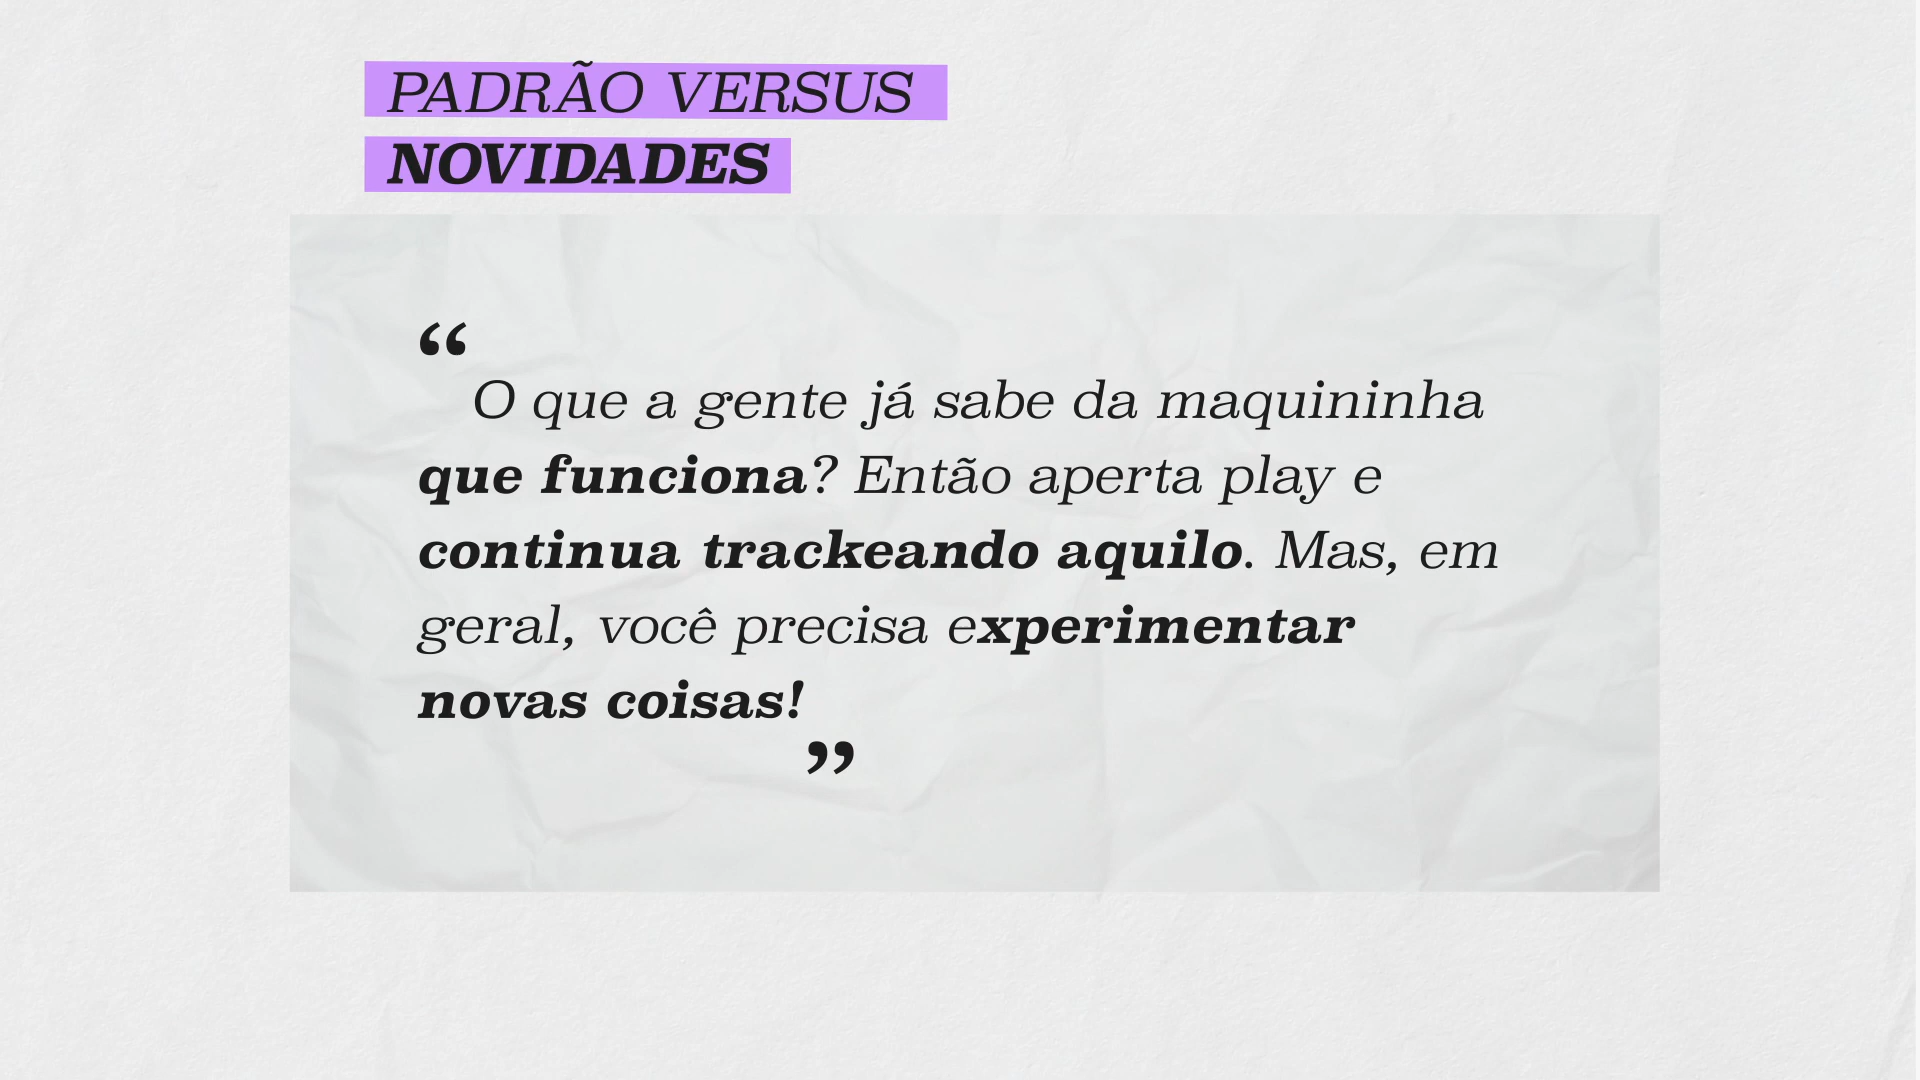 PADRÃO VERSUS
NOVIDADES
“
O que a gente já sabe da maquininha
que funciona? Então aperta play e
continua trackeando aquilo. Mas, em
geral, você precisa experimentar
novas coisas!
”